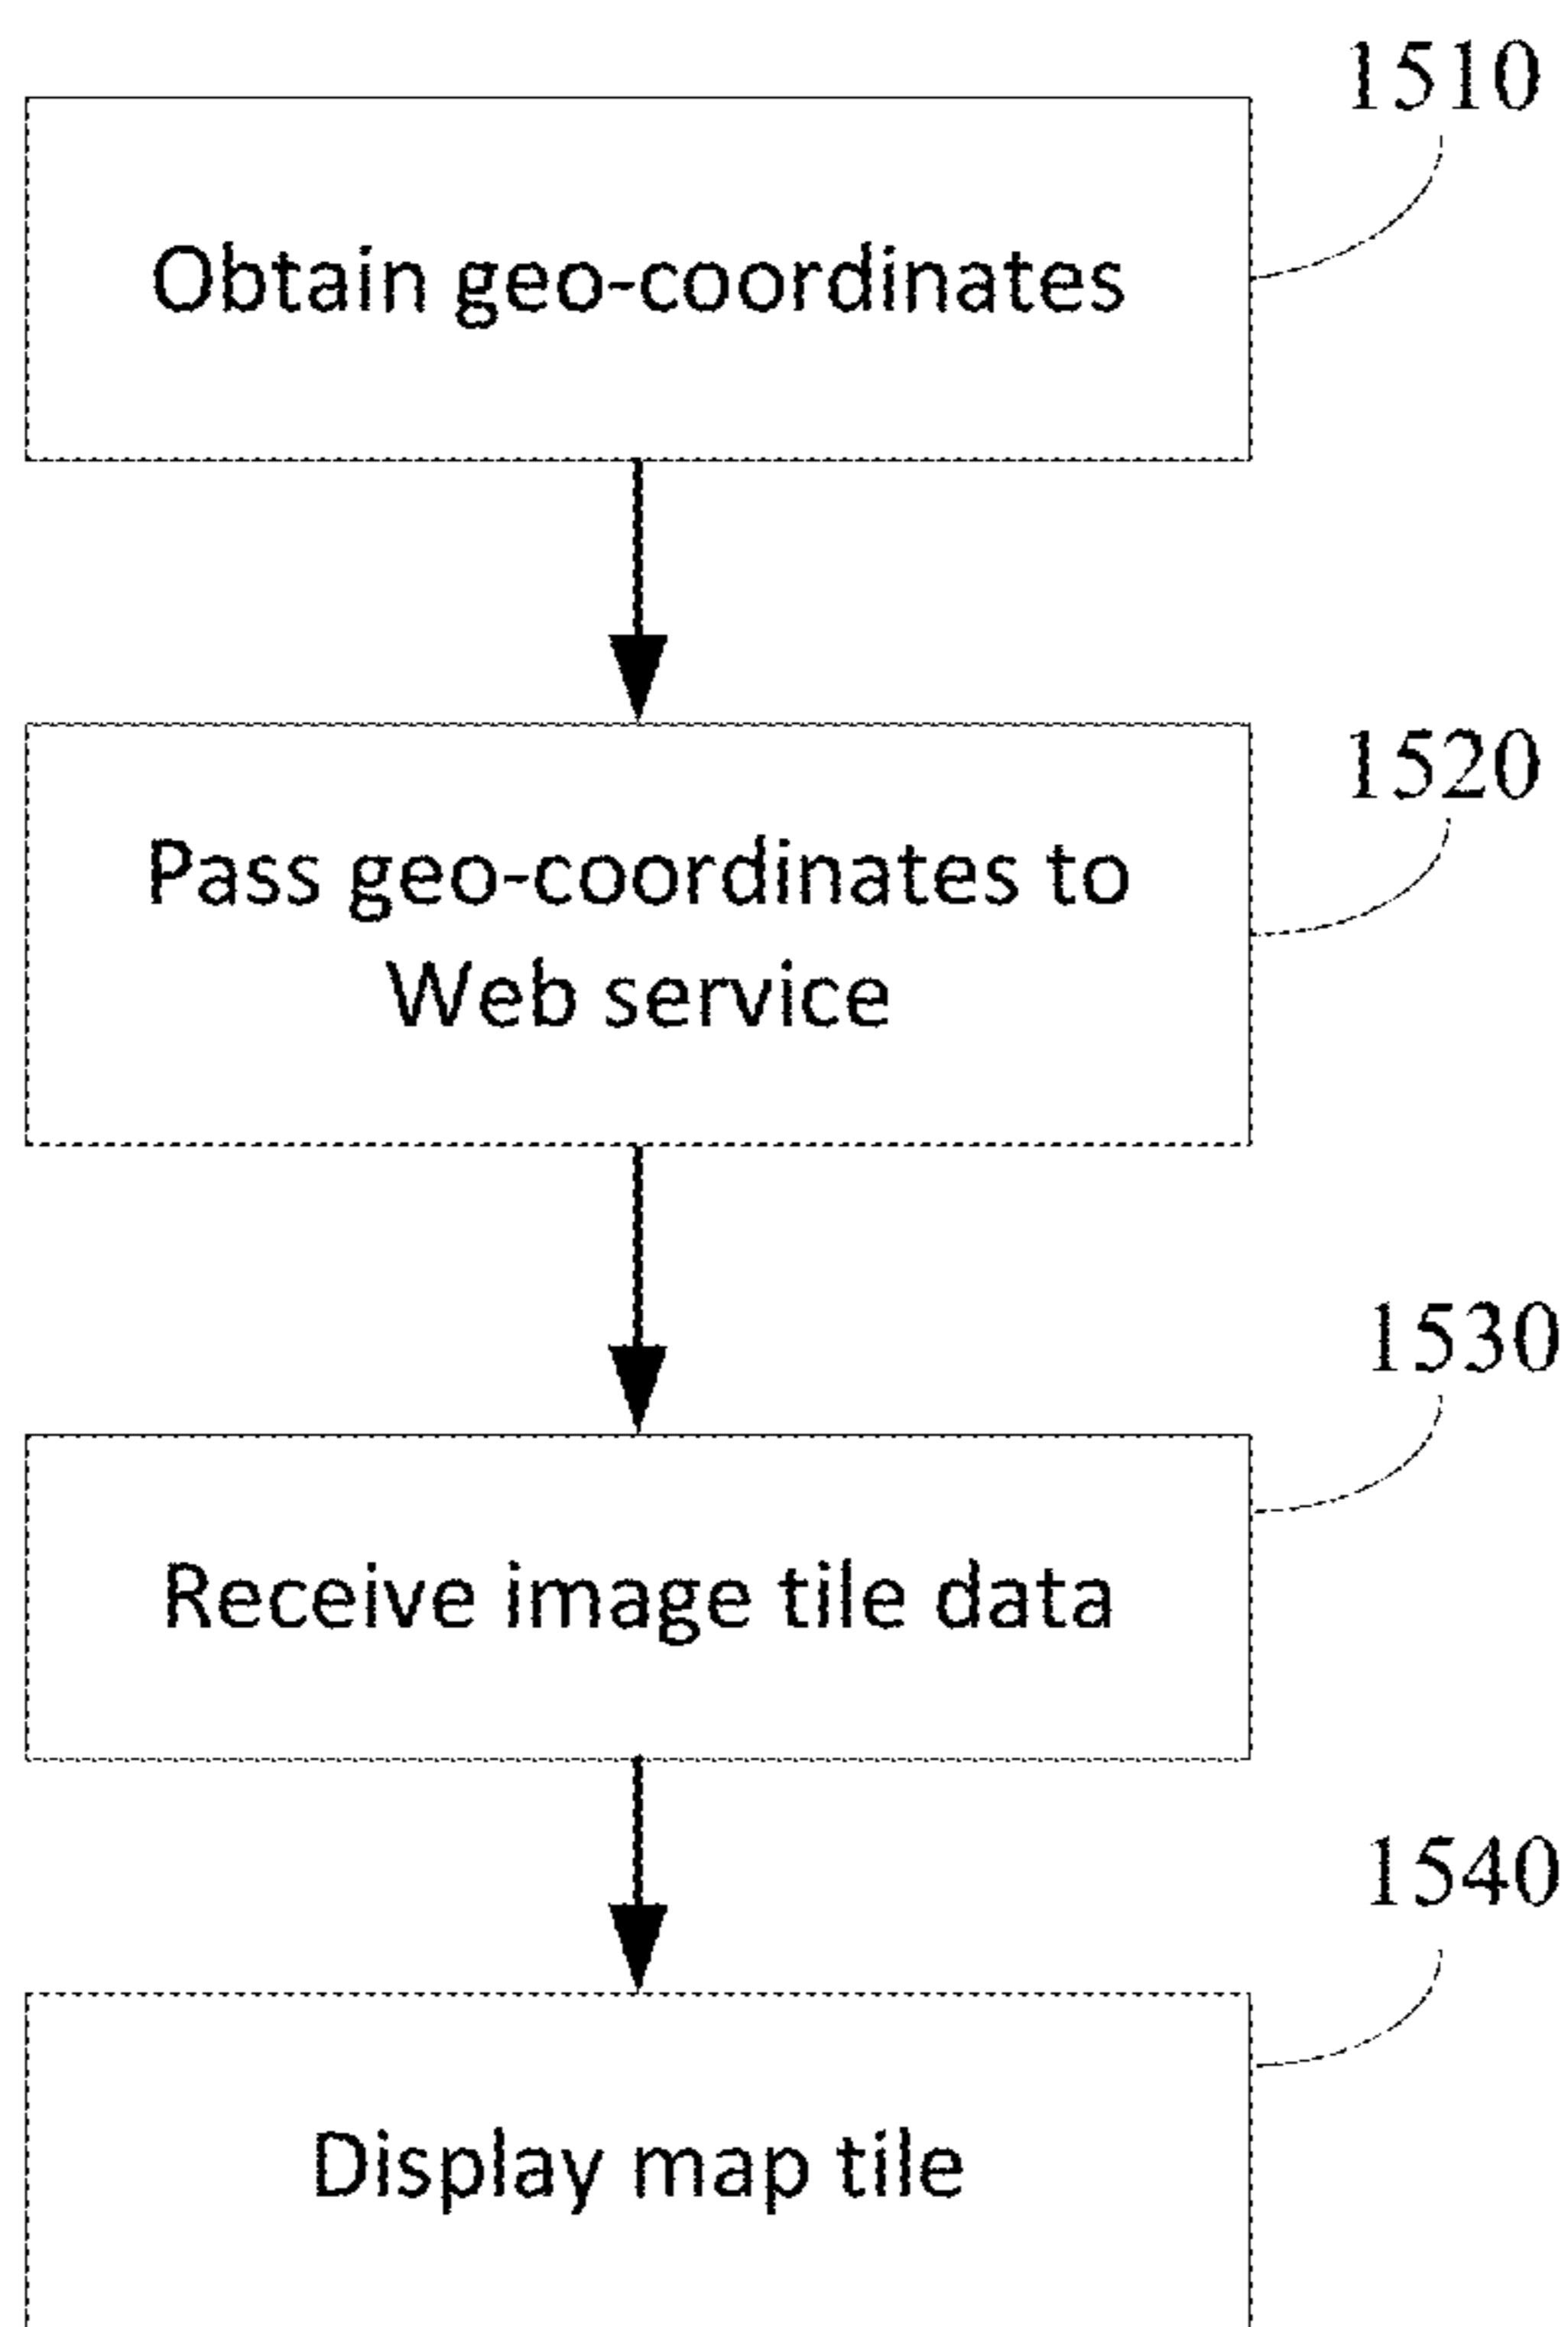 1510
Obtain geo-coordinates
1520
Pass geo-coordinates to
Web service
1530
Receive image tile data
1540
Display map tile